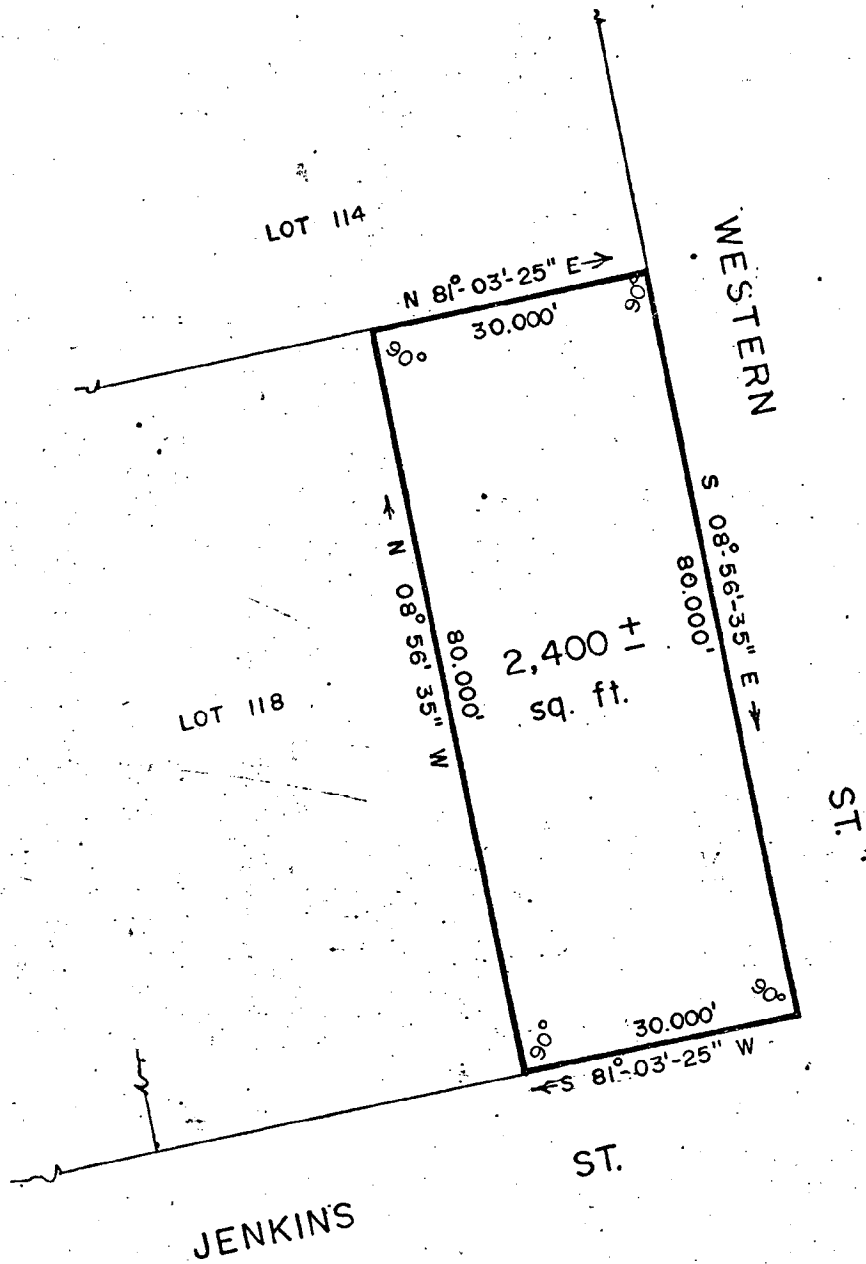 LOT 114
N 81°-03'-25" E→
30.000'
90°
90°
WESTERN
ST.
S 08°-56'-35" E →
80.000'
← N 08° 56' 35" W
80.000'
2,400 ±
sq. ft.
LOT 118
90°
90°
30.000'
←S 81°-03'-25" W
JENKINS
ST.